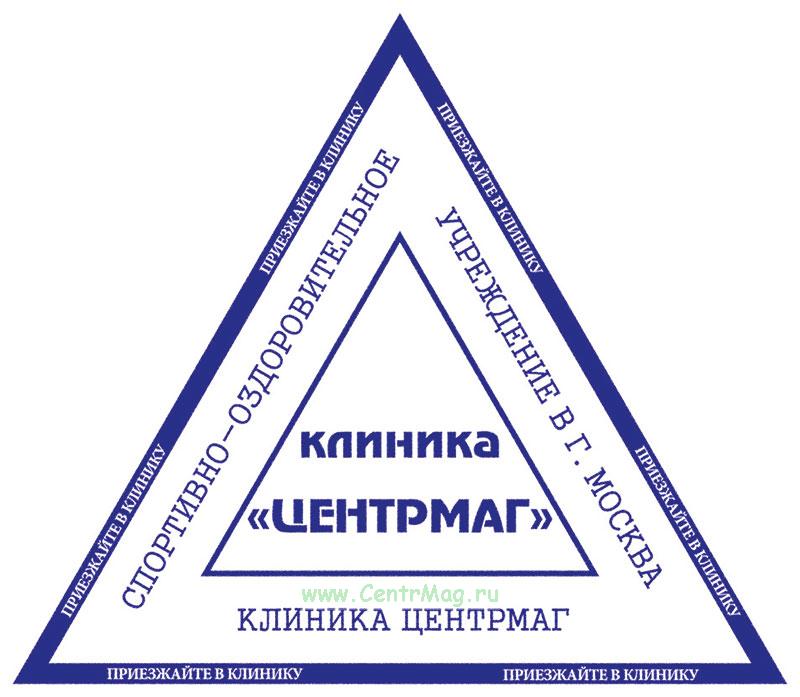 ПРИЕЗЖАЙТЕ В КЛИНИКУ
ПРИЕЗЖАЙТЕ В КЛИНИКУ
СПОРТИВНО-ОЗДОРОВИТЕЛЬНОЕ
УЧРЕЖДЕНИЕ В Г. МОСКВА
клиника
«ЦЕНТРМАГ»
ПРИЕЗЖАЙТЕ В КЛИНИКУ
ПРИЕЗЖАЙТЕ В КЛИНИКУ
www.CentrMag.ru
КЛИНИКА ЦЕНТРМАГ
ПРИЕЗЖАЙТЕ В КЛИНИКУ
ПРИЕЗЖАЙТЕ В КЛИНИКУ